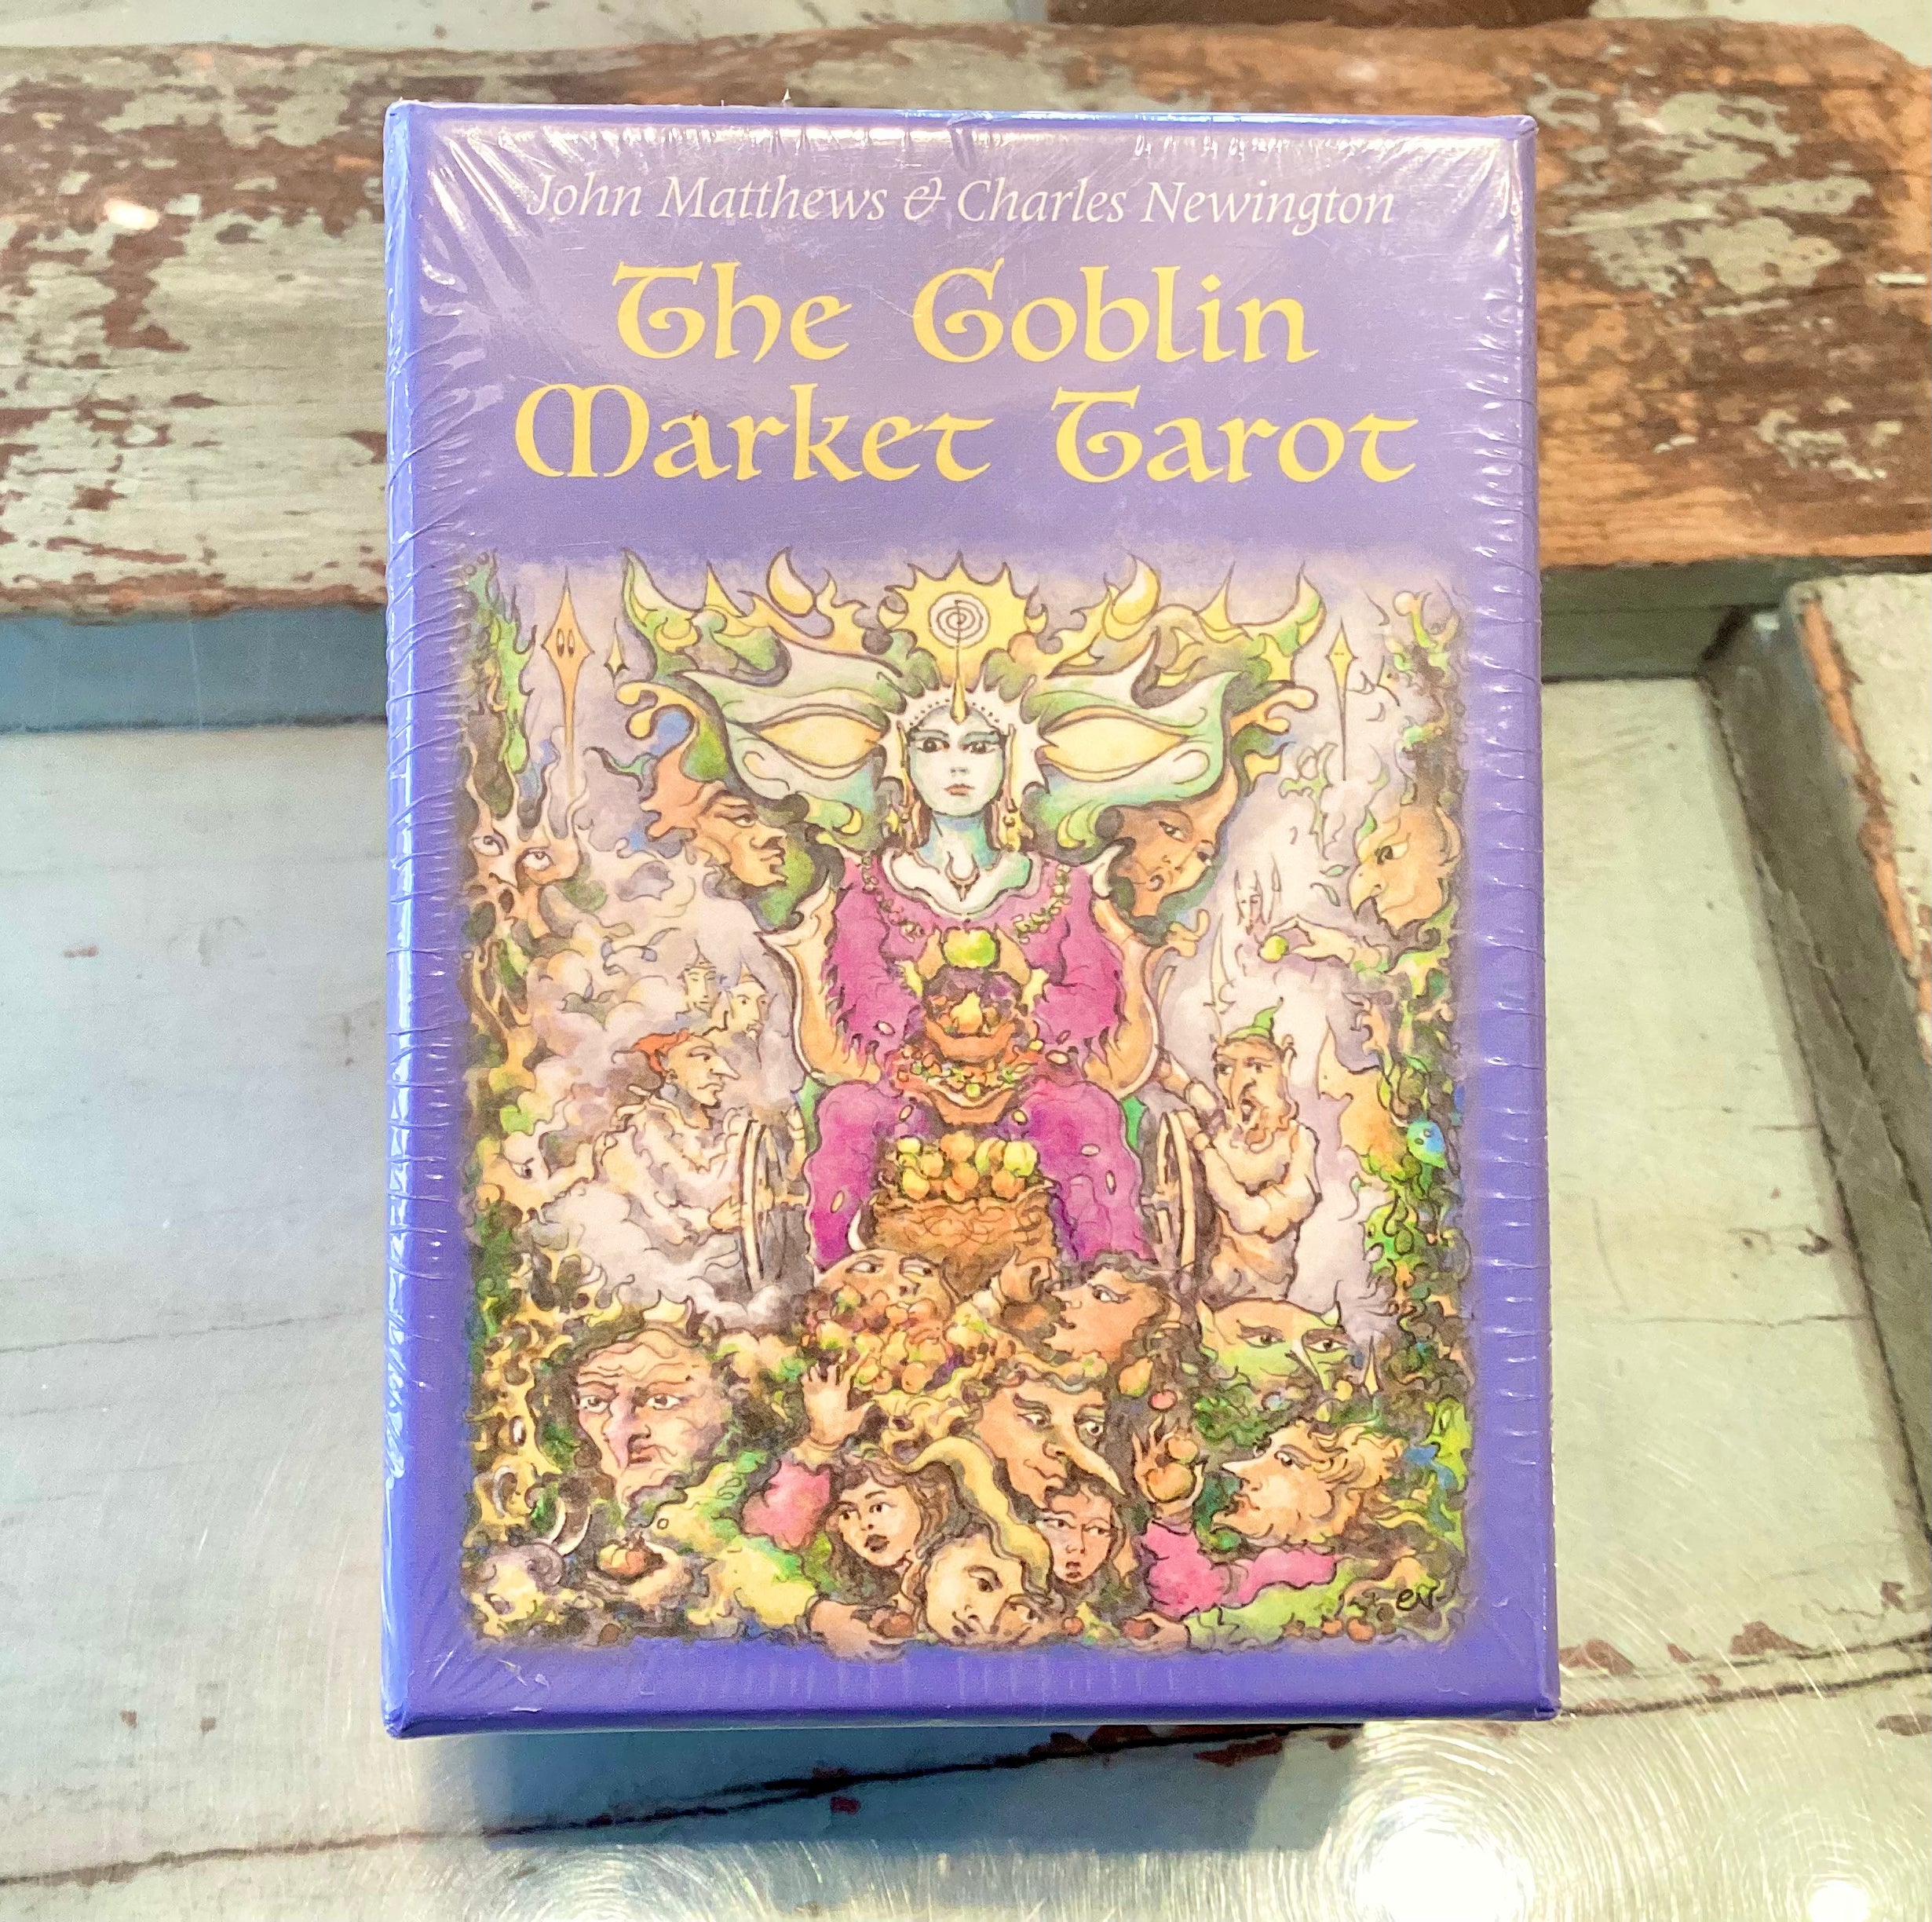 John Matthews & Charles Newington
The Goblin
Market Tarot